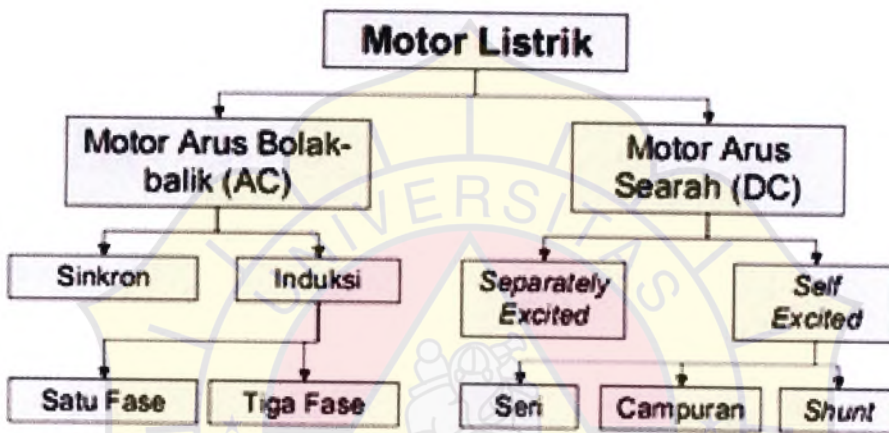 Motor Listrik
Motor Arus Bolak-
balik (AC)
Motor Arus
Searah (DC)
UNIVERSITAS
Sinkron
Induksi
Separately
Excited
Self
Excited
Satu Fase
Tiga Fase
Seri
Campuran
Shunt